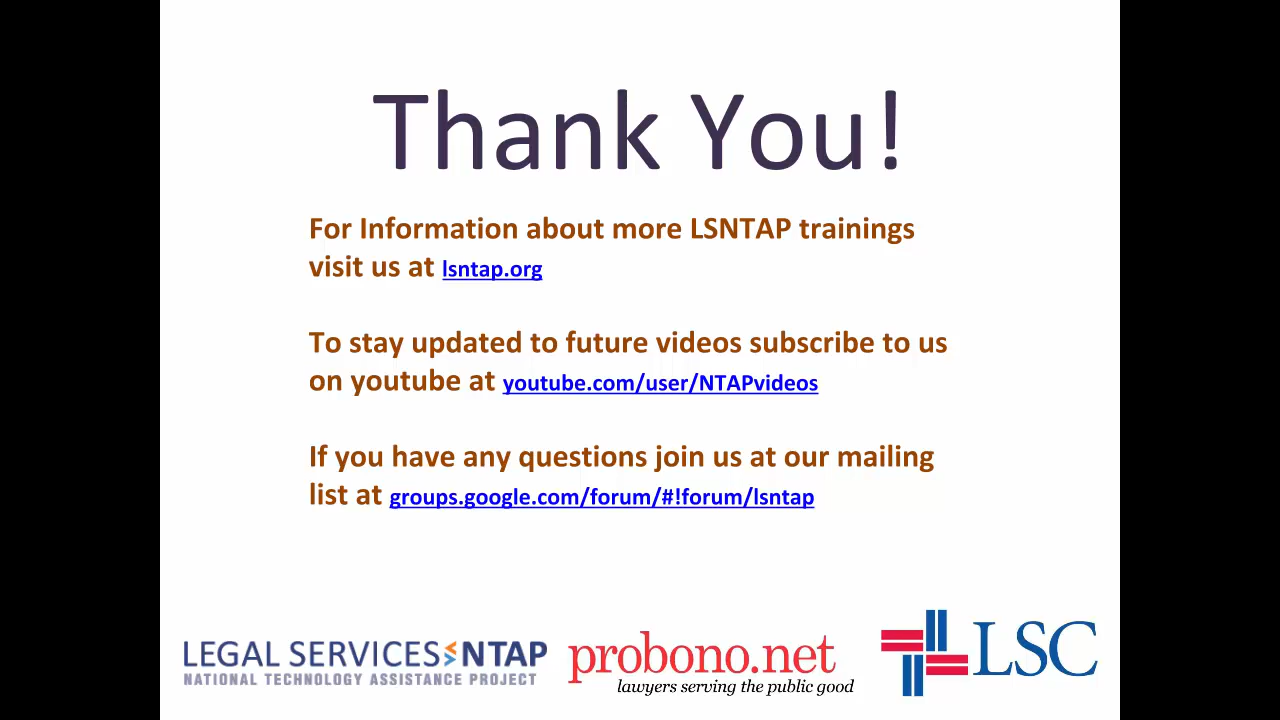 Thank You!
For Information about more LSNTAP trainings
visit us at lsntap.org
To stay updated to future videos subscribe to us
on youtube at youtube.com/user/NTAPvideos
If you have any questions join us at our mailing
list at groups.google.com/forum/#!forum/lsntap
LEGAL SERVICES NTAP
NATIONAL TECHNOLOGY ASSISTANCE PROJECT
probono.net
lawyers serving the public good
LSC